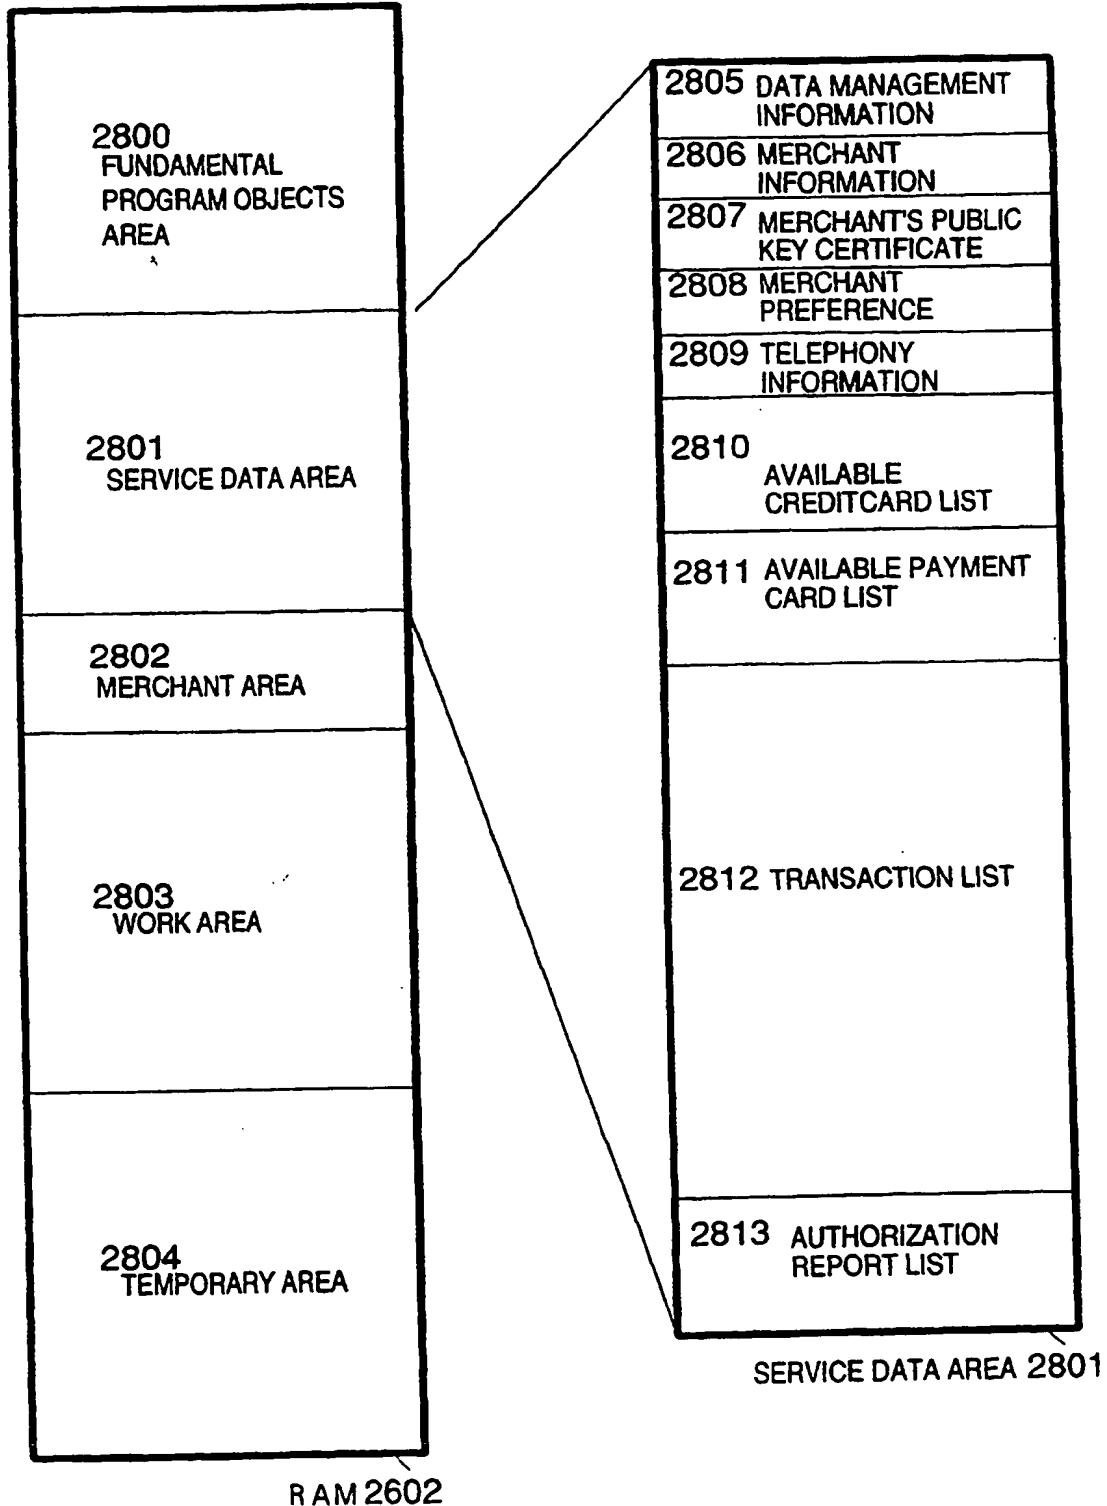 2800
FUNDAMENTAL
PROGRAM OBJECTS
AREA
2801
SERVICE DATA AREA
2802
MERCHANT AREA
2803
WORK AREA
2804
TEMPORARY AREA
RAM 2602
2805 DATA MANAGEMENT
INFORMATION
2806 MERCHANT
INFORMATION
2807 MERCHANT'S PUBLIC
KEY CERTIFICATE
2808 MERCHANT
PREFERENCE
2809 TELEPHONY
INFORMATION
2810
AVAILABLE
CREDITCARD LIST
2811 AVAILABLE PAYMENT
CARD LIST
2812 TRANSACTION LIST
2813 AUTHORIZATION
REPORT LIST
SERVICE DATA AREA 2801